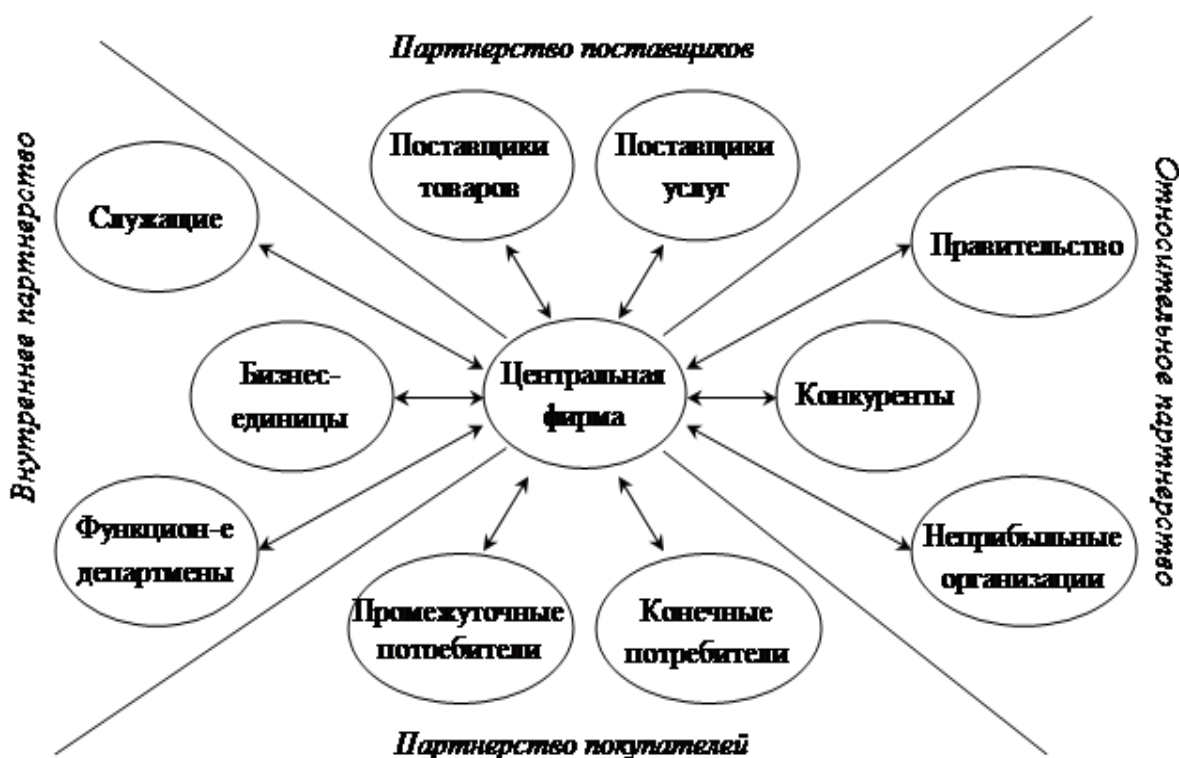 Партнерство поставщиков
Поставщики
товаров
Поставщики
услуг
Внутреннее партнерство
Служащие
Бизнес-
единицы
Функцион-е
департмены
Центральная
фирма
Правительство
Конкуренты
Неприбыльные
организации
Относительное партнерство
Промежуточные
потребители
Конечные
потребители
Партнерство покупателей